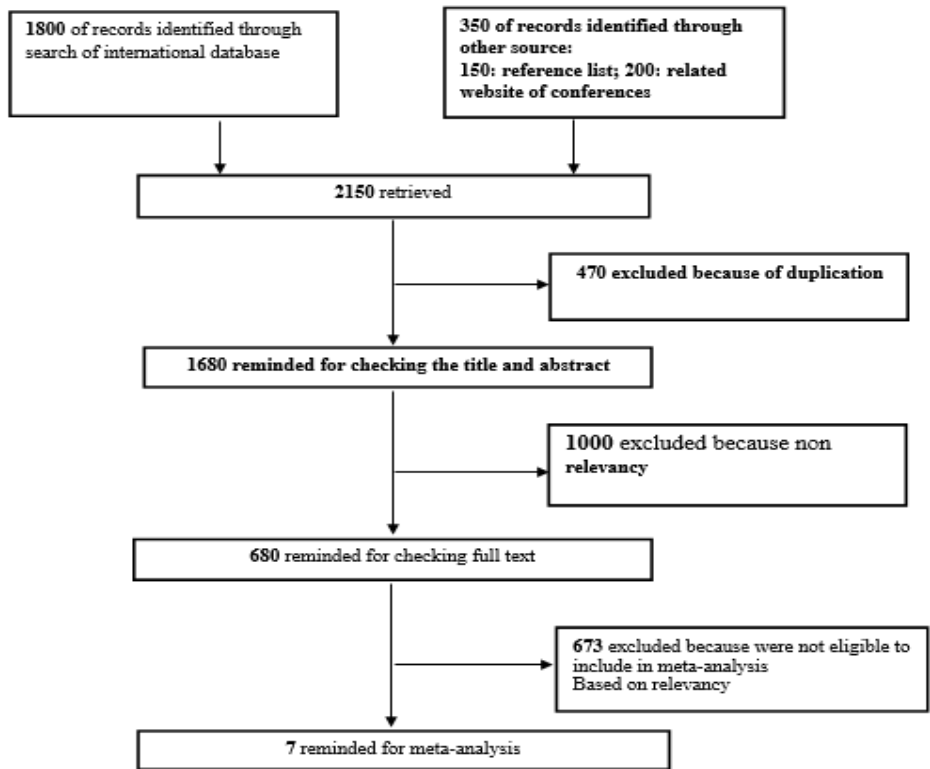 1800 of records identified through
search of international database
350 of records identified through
other source:
150: reference list; 200: related
website of conferences
2150 retrieved
470 excluded because of duplication
1680 reminded for checking the title and abstract
1000 excluded because non
relevancy
680 reminded for checking full text
673 excluded because were not eligible to
include in meta-analysis
Based on relevancy
7 reminded for meta-analysis